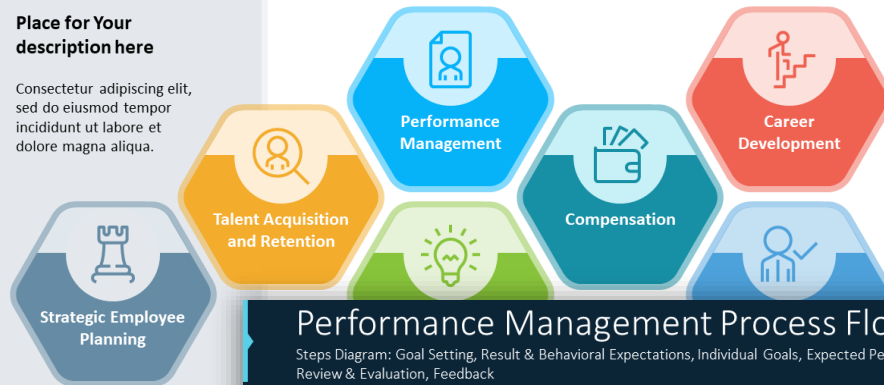 Place for Your
description here
Consectetur adipiscing elit,
sed do eiusmod tempor
incididunt ut labore et
dolore magna aliqua.
Performance
Management
Career
Development
Talent Acquisition
and Retention
Compensation
Strategic Employee
Planning
Performance Management Process Flo
Steps Diagram: Goal Setting, Result & Behavioral Expectations, Individual Goals, Expected Pe
Review & Evaluation, Feedback